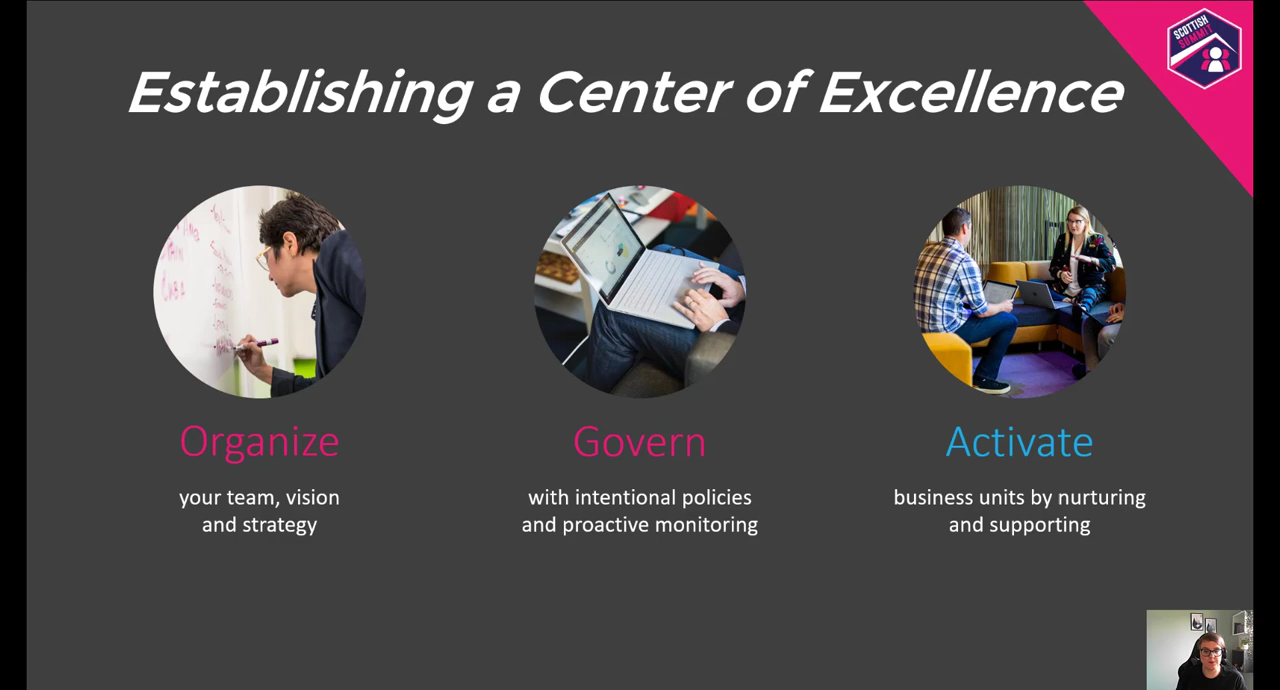 SCOTTISH
SUMMIT
Establishing a Center of Excellence
Organize
your team, vision
and strategy
Govern
with intentional policies
and proactive monitoring
Activate
business units by nurturing
and supporting